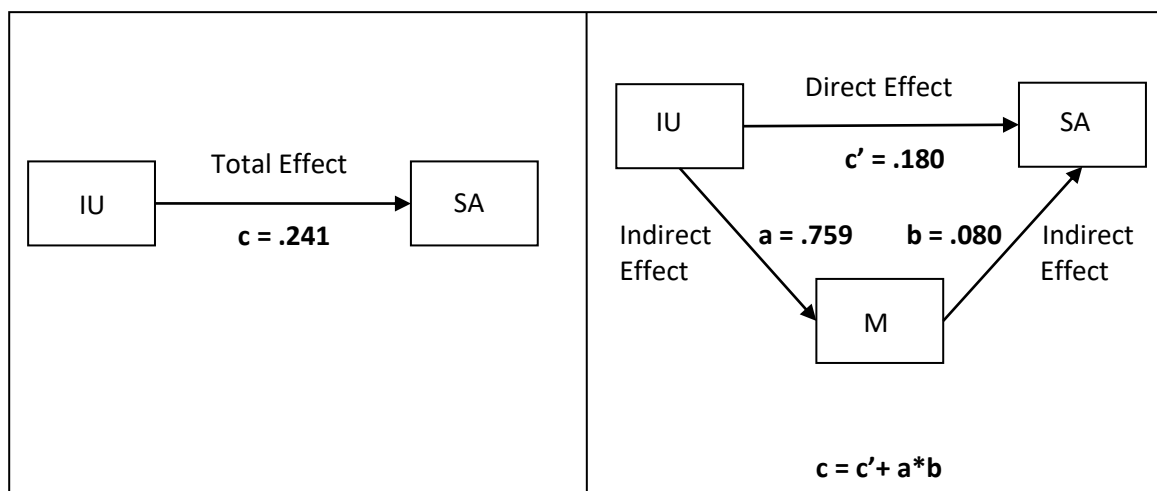 Total Effect
IU
SA
c = .241
Direct Effect
IU
SA
c’ = .180
Indirect
Effect
a = .759
b = .080
Indirect
Effect
M
c = c’+ a*b